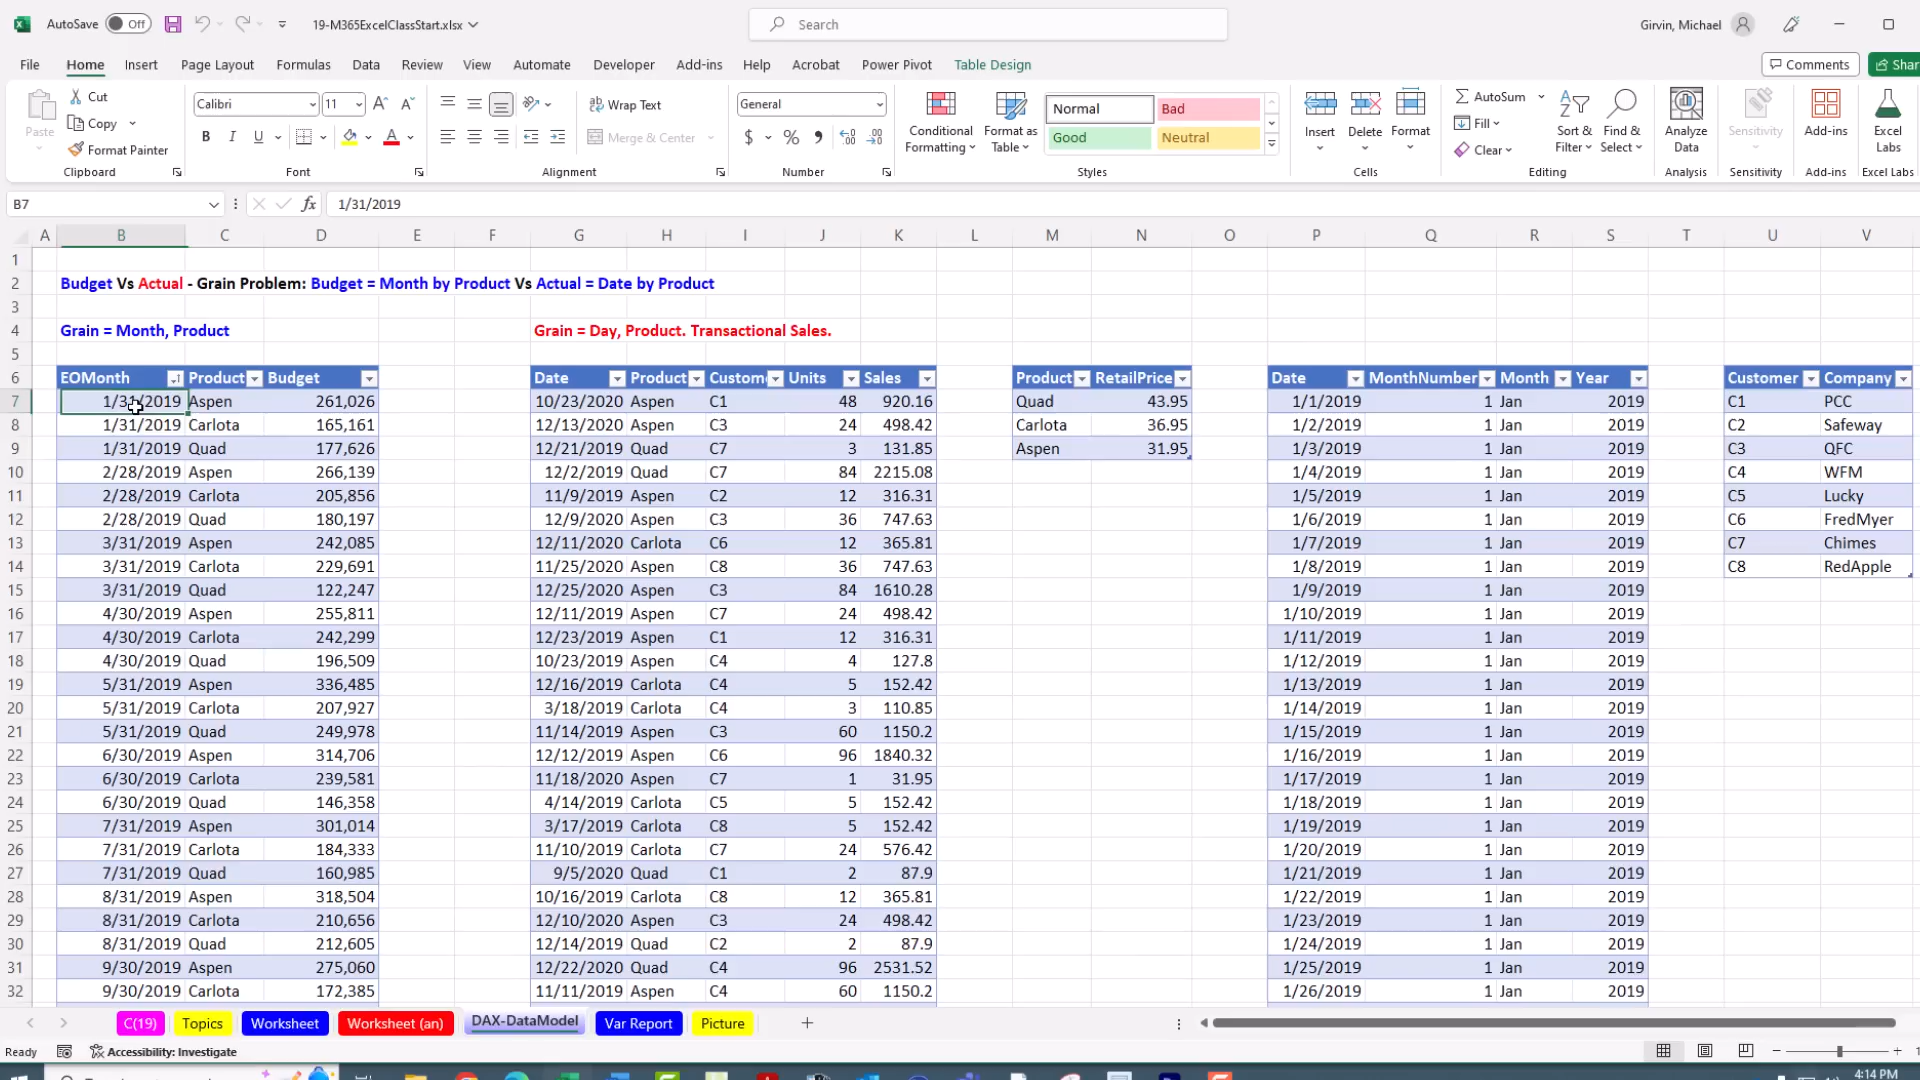 AutoSave Off 19-M365ExcelClassStart.xlsx Search Girvin, Michael
File Home Insert Page Layout Formulas Data Review View Automate Developer Add-ins Help Acrobat Power Pivot Table Design Comments Shar
Paste Cut Copy Format Painter Clipboard
Calibri 11 B I U A Font
Wrap Text Merge & Center Alignment
General $ % Number
Conditional Formatting Format as Table Normal Bad Good Neutral Styles
Insert Delete Format Cells
AutoSum Fill Clear Sort & Filter Find & Select Editing
Analyze Data Analysis Sensitivity Sensitivity Add-ins Add-ins Excel Labs Excel Labs
B7 fx 1/31/2019
A B C D E F G H I J K L M N O P Q R S T U V
1
2 Budget Vs Actual - Grain Problem: Budget = Month by Product Vs Actual = Date by Product
3
4 Grain = Month, Product Grain = Day, Product. Transactional Sales.
5
6 EOMonth Product Budget Date Product Custome Units Sales Product RetailPrice Date MonthNumber Month Year Customer Company
7 1/31/2019 Aspen 261,026 10/23/2020 Aspen C1 48 920.16 Quad 43.95 1/1/2019 1 Jan 2019 C1 PCC
8 1/31/2019 Carlota 165,161 12/13/2020 Aspen C3 24 498.42 Carlota 36.95 1/2/2019 1 Jan 2019 C2 Safeway
9 1/31/2019 Quad 177,626 12/21/2019 Quad C7 3 131.85 Aspen 31.95 1/3/2019 1 Jan 2019 C3 QFC
10 2/28/2019 Aspen 266,139 12/2/2019 Quad C7 84 2215.08 1/4/2019 1 Jan 2019 C4 WFM
11 2/28/2019 Carlota 205,856 11/9/2019 Aspen C2 12 316.31 1/5/2019 1 Jan 2019 C5 Lucky
12 2/28/2019 Quad 180,197 12/9/2019 Aspen C3 36 747.63 1/6/2019 1 Jan 2019 C6 FredMyer
13 3/31/2019 Aspen 242,085 12/11/2020 Carlota C6 12 365.81 1/7/2019 1 Jan 2019 C7 Chimes
14 3/31/2019 Carlota 229,691 11/25/2020 Aspen C8 36 747.63 1/8/2019 1 Jan 2019 C8 RedApple
15 3/31/2019 Quad 122,247 12/25/2020 Aspen C3 84 1610.28 1/9/2019 1 Jan 2019
16 4/30/2019 Aspen 255,811 12/11/2020 Aspen C7 24 498.42 1/10/2019 1 Jan 2019
17 4/30/2019 Carlota 242,299 12/23/2019 Aspen C1 12 316.31 1/11/2019 1 Jan 2019
18 4/30/2019 Quad 196,509 10/23/2019 Aspen C4 4 127.8 1/12/2019 1 Jan 2019
19 5/31/2019 Aspen 336,485 12/16/2019 Carlota C4 5 152.42 1/13/2019 1 Jan 2019
20 5/31/2019 Carlota 207,927 3/18/2019 Carlota C4 3 110.85 1/14/2019 1 Jan 2019
21 5/31/2019 Quad 249,978 11/14/2019 Aspen C3 60 1150.2 1/15/2019 1 Jan 2019
22 6/30/2019 Aspen 314,706 12/12/2019 Aspen C6 96 1840.32 1/16/2019 1 Jan 2019
23 6/30/2019 Carlota 239,581 11/18/2020 Aspen C7 1 31.95 1/17/2019 1 Jan 2019
24 6/30/2019 Quad 146,358 4/14/2019 Carlota C5 5 152.42 1/18/2019 1 Jan 2019
25 7/31/2019 Aspen 301,014 3/17/2019 Carlota C8 5 152.42 1/19/2019 1 Jan 2019
26 7/31/2019 Carlota 184,333 11/10/2019 Carlota C7 24 576.42 1/20/2019 1 Jan 2019
27 7/31/2019 Quad 160,985 9/5/2020 Quad C1 2 87.9 1/21/2019 1 Jan 2019
28 8/31/2019 Aspen 318,504 10/16/2019 Carlota C8 12 365.81 1/22/2019 1 Jan 2019
29 8/31/2019 Carlota 210,656 12/10/2020 Aspen C3 24 498.42 1/23/2019 1 Jan 2019
30 8/31/2019 Quad 212,605 12/14/2019 Quad C2 2 87.9 1/24/2019 1 Jan 2019
31 9/30/2019 Aspen 275,060 12/22/2020 Quad C4 96 2531.52 1/25/2019 1 Jan 2019
32 9/30/2019 Carlota 172,385 11/11/2019 Aspen C4 60 1150.2 1/26/2019 1 Jan 2019
C(19) Topics Worksheet Worksheet (an) DAX-DataModel Var Report Picture
Ready Accessibility: Investigate
4:14 PM